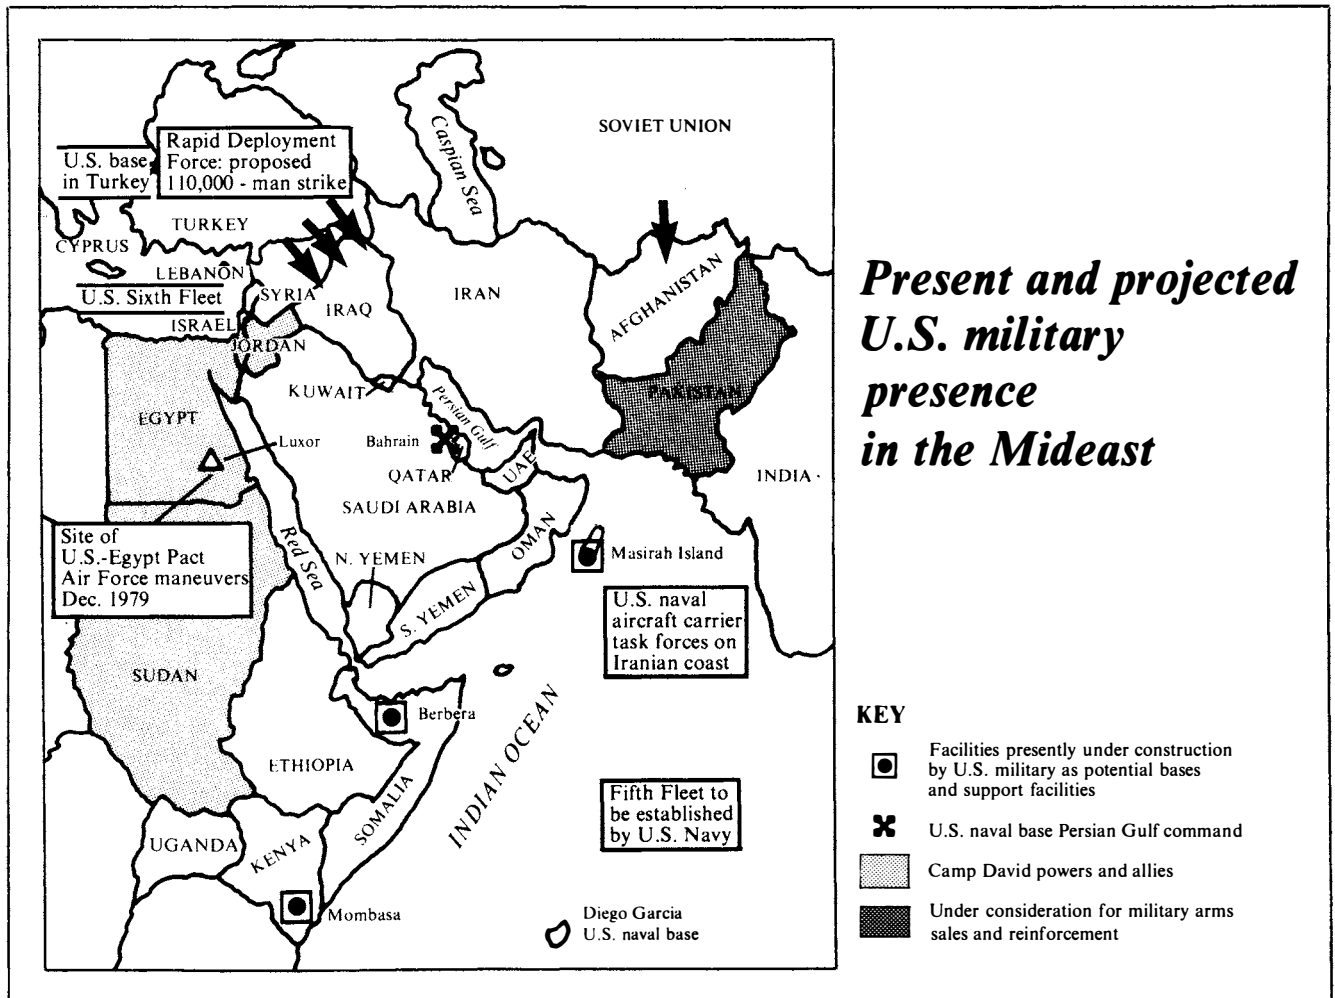 Rapid Deployment
Force: proposed
110,000 - man strike
U.S. base
in Turkey
SOVIET UNION
Caspian Sea
TURKEY
CYPRUS
LEBANON
U.S. Sixth Fleet
SYRIA
ISRAEL
IRAQ
IRAN
AFGHANISTAN
JORDAN
KUWAIT
PAKISTAN
Persian Gulf
EGYPT
Luxor
Bahrain
QATAR
UAE
INDIA
SAUDI ARABIA
OMAN
Masirah Island
Site of
U.S.-Egypt Pact
Air Force maneuvers
Dec. 1979
Red Sea
N. YEMEN
S. YEMEN
U.S. naval
aircraft carrier
task forces on
Iranian coast
SUDAN
Berbera
ETHIOPIA
SOMALIA
INDIAN OCEAN
Fifth Fleet to
be established
by U.S. Navy
UGANDA
KENYA
Mombasa
Diego Garcia
U.S. naval base
Present and projected
U.S. military
presence
in the Mideast
KEY
Facilities presently under construction
by U.S. military as potential bases
and support facilities
U.S. naval base Persian Gulf command
Camp David powers and allies
Under consideration for military arms
sales and reinforcement